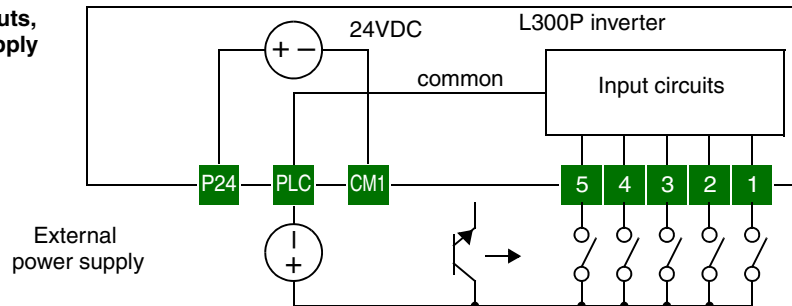 uts,
pply
+ −
24VDC
L300P inverter
common
Input circuits
P24
PLC
CM1
5
4
3
2
1
External
power supply
−
+